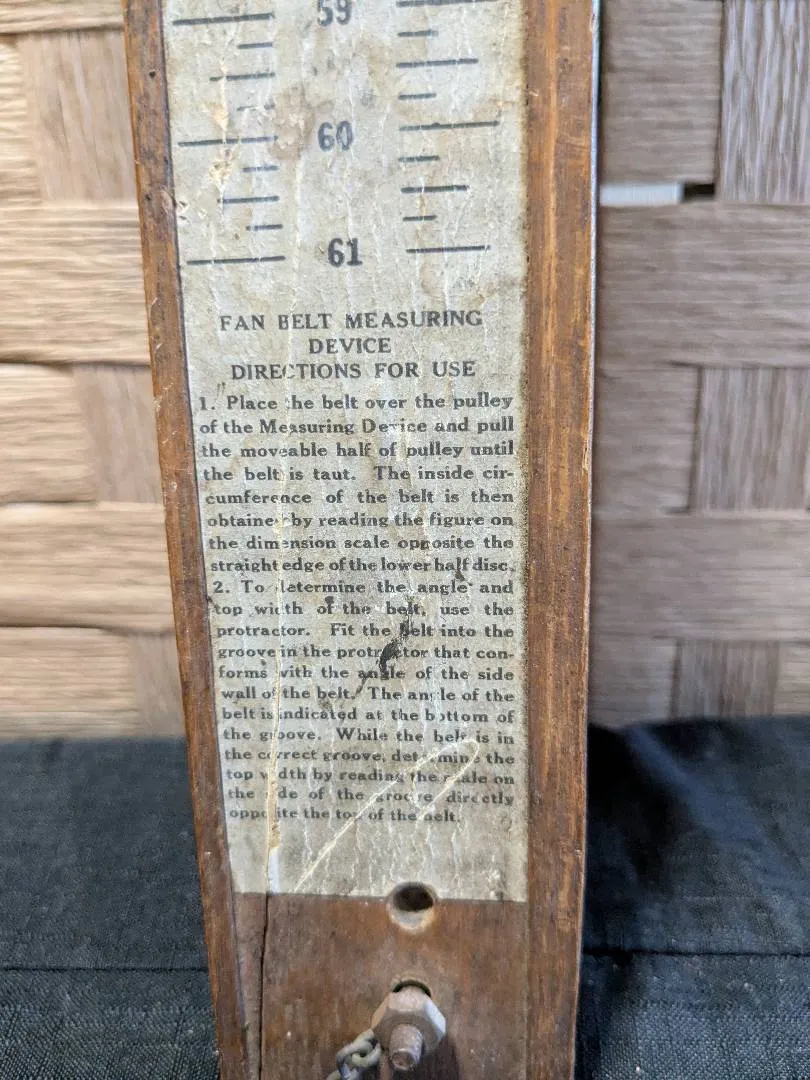 59
60
61
FAN BELT MEASURING
DEVICE
DIRECTIONS FOR USE
1. Place the belt over the pulley
of the Measuring Device and pull
the moveable half of pulley until
the belt is taut. The inside cir-
cumference of the belt is then
obtained by reading the figure on
the dimension scale opposite the
straight edge of the lower half disc.
2. To determine the angle and
top width of the belt, use the
protractor. Fit the belt into the
groove in the protractor that con-
forms with the angle of the side
wall of the belt. The angle of the
belt is indicated at the bottom of
the groove. While the belt is in
the correct groove, determine the
top width by reading the scale on
the side of the groove directly
opposite the top of the belt.